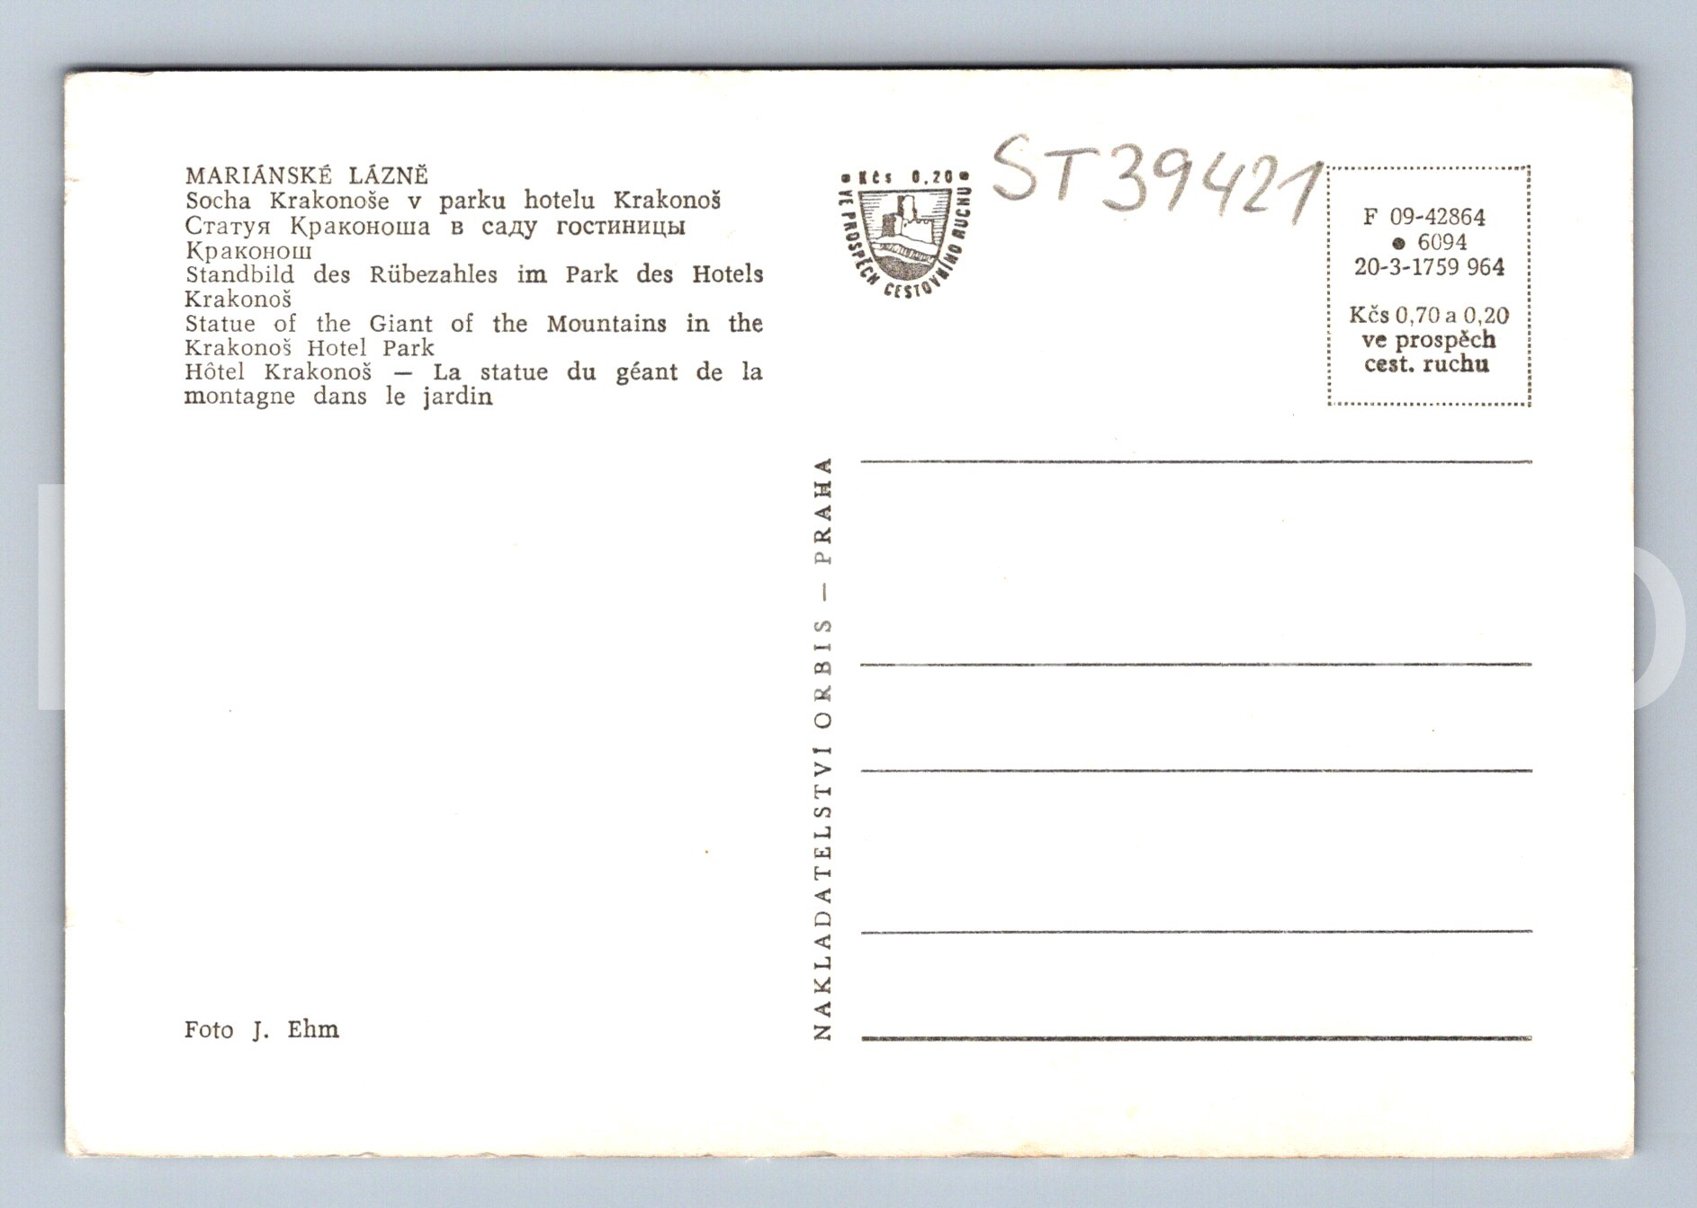 MARIÁNSKÉ LÁZNĚ
Socha Krakonoše v parku hotelu Krakonoš
Статуя Краконоша в саду гостиницы
Краконош
Standbild des Rübezahles im Park des Hotels
Krakonoš
Statue of the Giant of the Mountains in the
Krakonoš Hotel Park
Hôtel Krakonoš — La statue du géant de la
montagne dans le jardin
Foto J. Ehm
NAKLADATELSTVÍ ORBIS — PRAHA
• Kčs 0,20 •
VE PROSPĚCH CESTOVNÍHO RUCHU
ST39421
F 09-42864
• 6094
20-3-1759 964
Kčs 0,70 a 0,20
ve prospěch
cest. ruchu